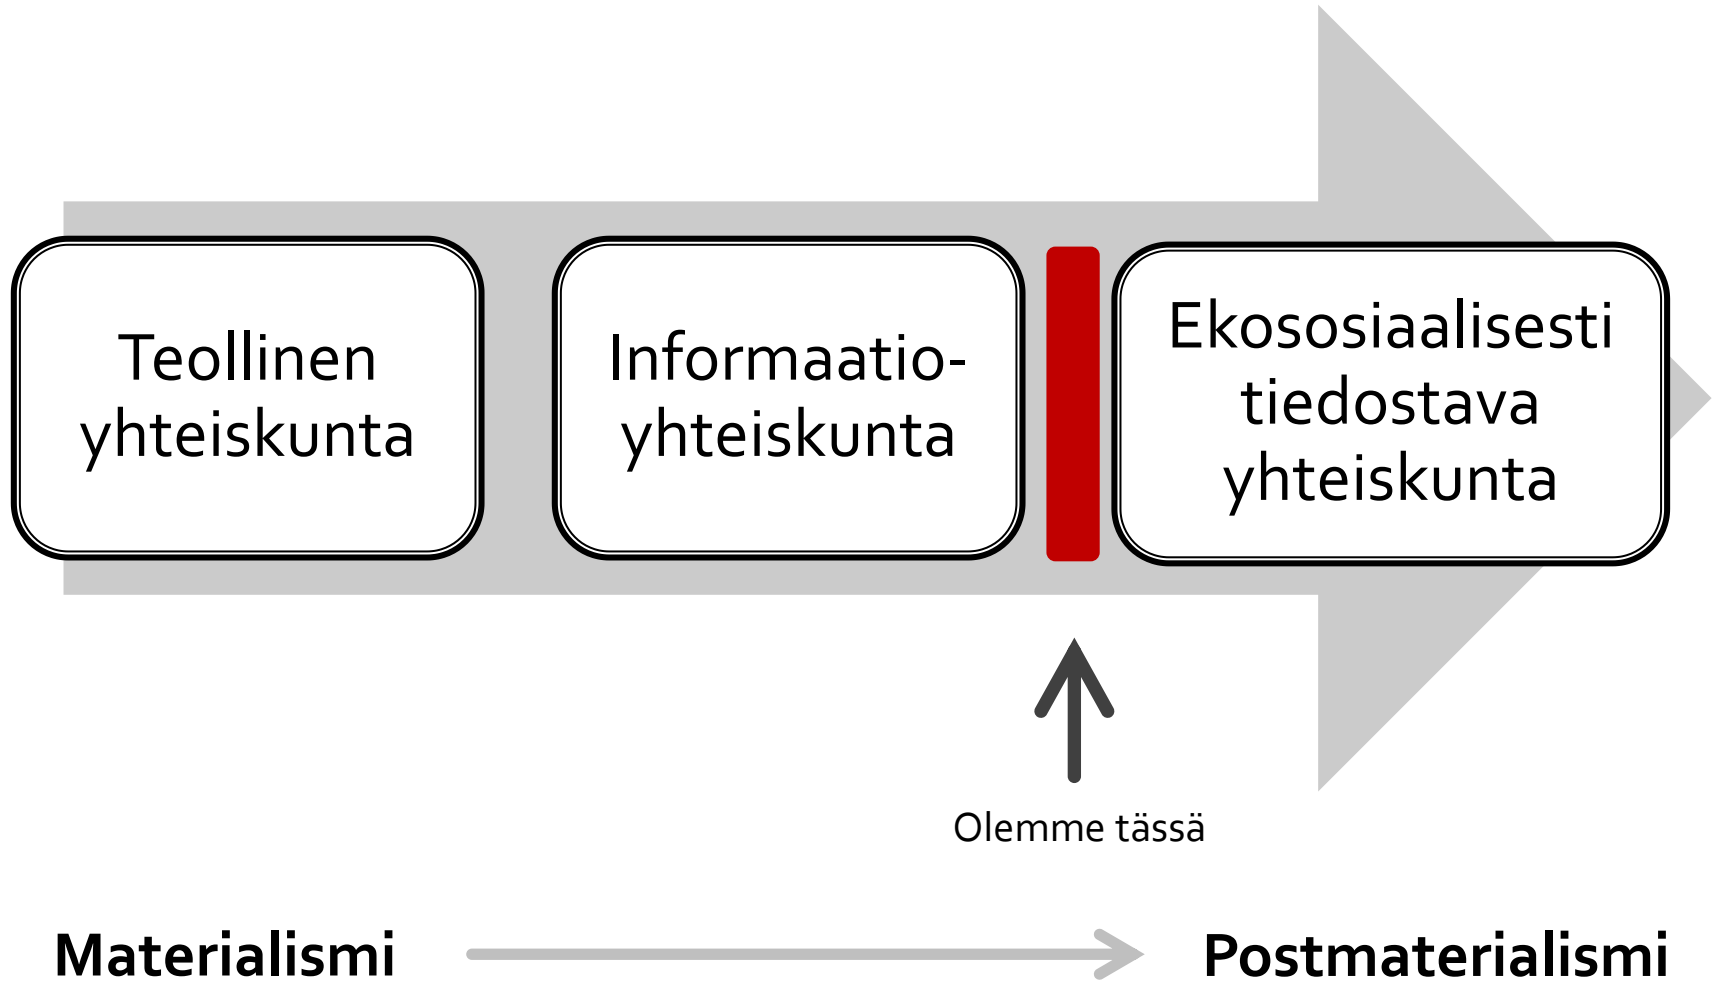 Teollinen
yhteiskunta
Informaatio-
yhteiskunta
Ekososiaalisesti
tiedostava
yhteiskunta
Olemme tässä
Materialismi
Postmaterialismi